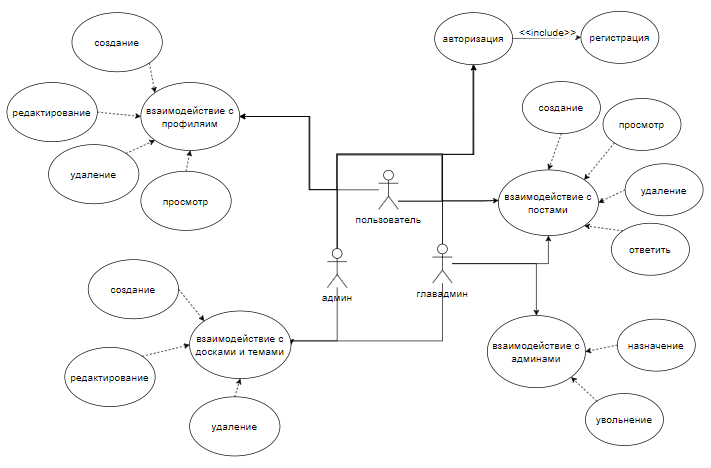 создание
авторизация
<<include>>
регистрация
редактирование
взаимодействие с
профиляим
удаление
просмотр
создание
просмотр
удаление
взаимодействие с
постами
ответить
пользователь
админ
главадмин
создание
взаимодействие с
досками и темами
редактирование
удаление
взаимодействие с
админами
назначение
увольнение